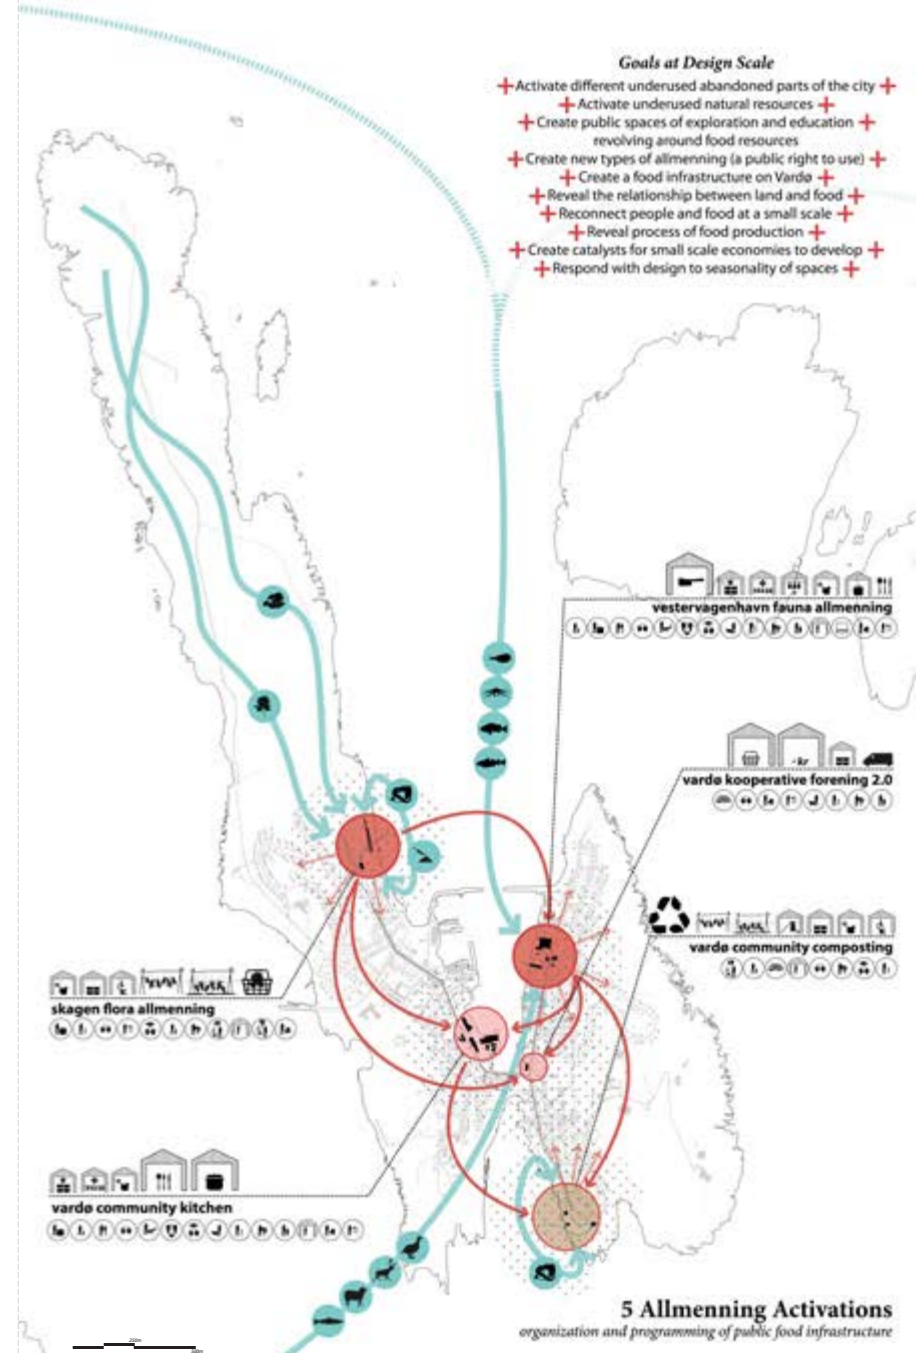 Goals at Design Scale
Activate different underused abandoned parts of the city
Activate underused natural resources
Create public spaces of exploration and education
revolving around food resources
Create new types of allmenning (a public right to use)
Create a food infrastructure on Vardø
Reveal the relationship between land and food
Reconnect people and food at a small scale
Reveal process of food production
Create catalysts for small scale economies to develop
Respond with design to seasonality of spaces
vestervagenhavn fauna allmenning
vardø kooperative forening 2.0
vardø community composting
skagen flora allmenning
vardø community kitchen
5 Allmenning Activations
organization and programming of public food infrastructure